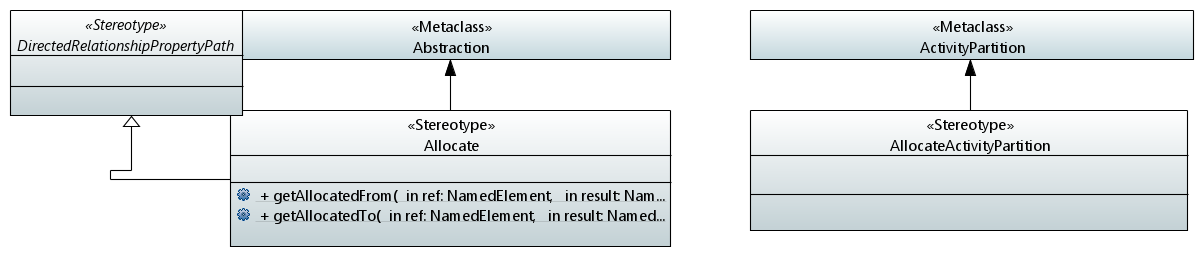 «Stereotype»
DirectedRelationshipPropertyPath
«Metaclass»
Abstraction
«Metaclass»
ActivityPartition
«Stereotype»
Allocate
+ getAllocatedFrom( in ref: NamedElement, in result: Nam...
+ getAllocatedTo( in ref: NamedElement, in result: Named...
«Stereotype»
AllocateActivityPartition